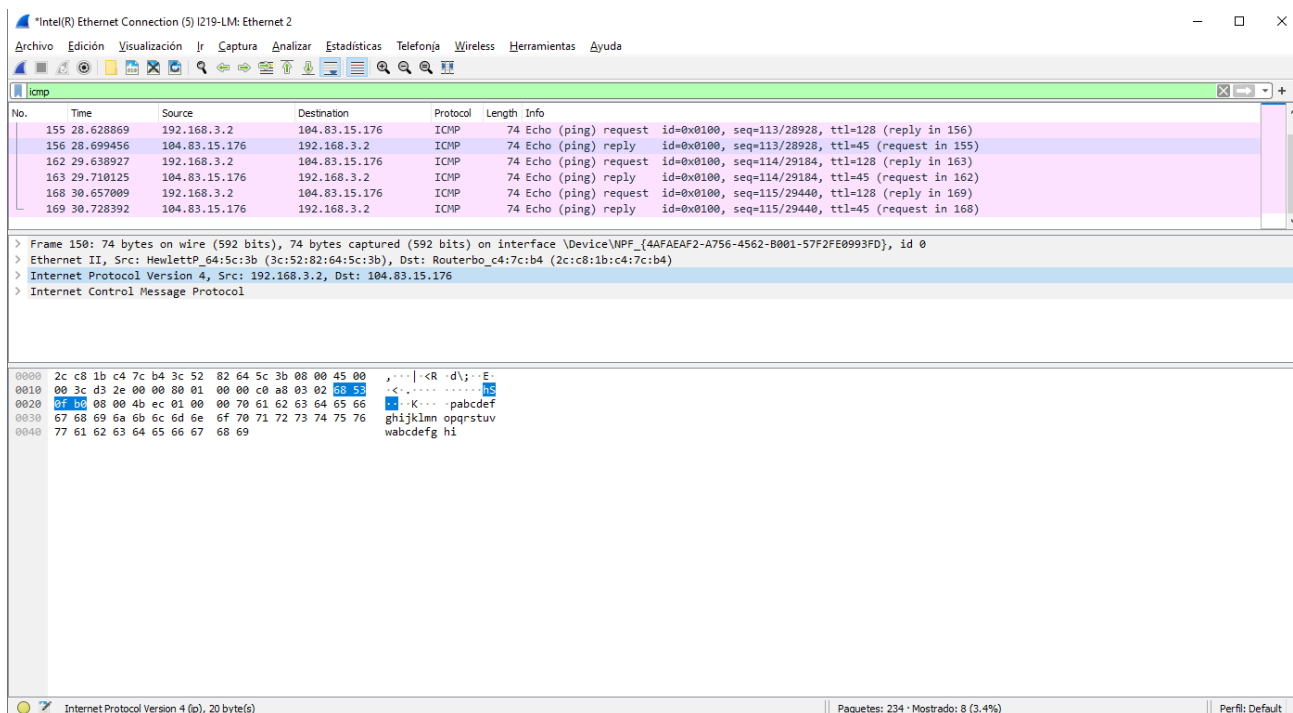 *Intel(R) Ethernet Connection (5) I219-LM: Ethernet 2
Archivo Edición Visualización Ir Captura Analizar Estadísticas Telefonía Wireless Herramientas Ayuda
icmp
No. Time Source Destination Protocol Length Info
155 28.628869 192.168.3.2 104.83.15.176 ICMP 74 Echo (ping) request id=0x0100, seq=113/28928, ttl=128 (reply in 156)
156 28.699456 104.83.15.176 192.168.3.2 ICMP 74 Echo (ping) reply id=0x0100, seq=113/28928, ttl=45 (request in 155)
162 29.638927 192.168.3.2 104.83.15.176 ICMP 74 Echo (ping) request id=0x0100, seq=114/29184, ttl=128 (reply in 163)
163 29.710125 104.83.15.176 192.168.3.2 ICMP 74 Echo (ping) reply id=0x0100, seq=114/29184, ttl=45 (request in 162)
168 30.657009 192.168.3.2 104.83.15.176 ICMP 74 Echo (ping) request id=0x0100, seq=115/29440, ttl=128 (reply in 169)
169 30.728392 104.83.15.176 192.168.3.2 ICMP 74 Echo (ping) reply id=0x0100, seq=115/29440, ttl=45 (request in 168)
> Frame 150: 74 bytes on wire (592 bits), 74 bytes captured (592 bits) on interface \Device\NPF_{4AFAEAF2-A756-4562-B001-57F2FE0993FD}, id 0
> Ethernet II, Src: HewlettP_64:5c:3b (3c:52:82:64:5c:3b), Dst: Routerbo_c4:7c:b4 (2c:c8:1b:c4:7c:b4)
> Internet Protocol Version 4, Src: 192.168.3.2, Dst: 104.83.15.176
> Internet Control Message Protocol
0000 2c c8 1b c4 7c b4 3c 52 82 64 5c 3b 08 00 45 00 ,···|·<R ·d\;··E·
0010 00 3c d3 2e 00 00 80 01 00 00 c0 a8 03 02 68 53 ·<·.···· ······hS
0020 0f b0 08 00 4b ec 01 00 00 70 61 62 63 64 65 66 ····K··· ·pabcdef
0030 67 68 69 6a 6b 6c 6d 6e 6f 70 71 72 73 74 75 76 ghijklmn opqrstuv
0040 77 61 62 63 64 65 66 67 68 69 wabcdefg hi
Internet Protocol Version 4 (ip), 20 byte(s) Paquetes: 234 · Mostrado: 8 (3.4%) Perfil: Default